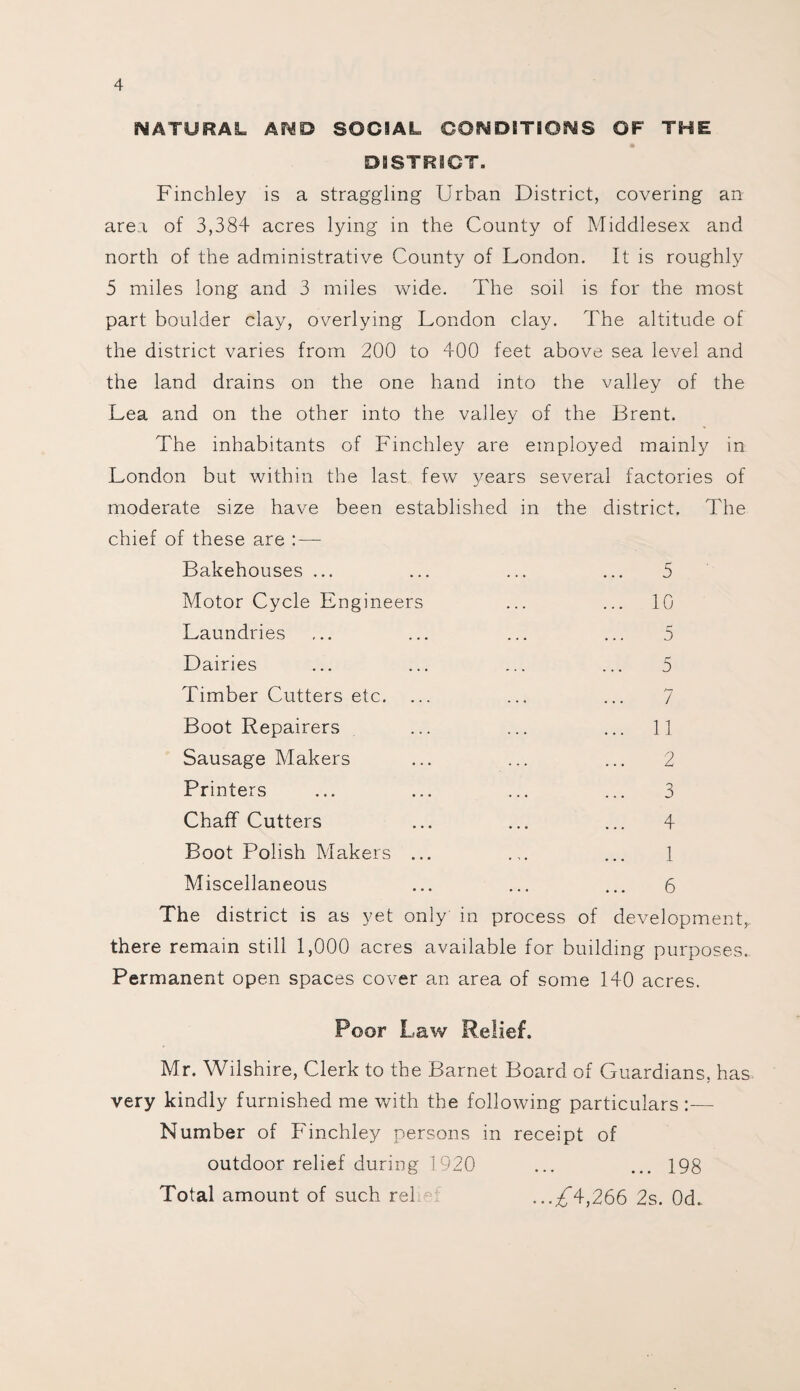 4
NATURAL AND SOCIAL CONDITIONS OF THE
DISTRICT.
Finchley is a straggling Urban District, covering an
area of 3,384 acres lying in the County of Middlesex and
north of the administrative County of London. It is roughly
5 miles long and 3 miles wide. The soil is for the most
part boulder clay, overlying London clay. The altitude of
the district varies from 200 to 400 feet above sea level and
the land drains on the one hand into the valley of the
Lea and on the other into the valley of the Brent.
The inhabitants of Finchley are employed mainly in
London but within the last few years several factories of
moderate size have been established in the district. The
chief of these are :—
Bakehouses ... ... ... ... 5
Motor Cycle Engineers ... ... 10
Laundries ... ... ... ... 5
Dairies ... ... ... ... 5
Timber Cutters etc. ... ... ... 7
Boot Repairers ... ... ... 11
Sausage Makers ... ... ... 2
Printers ... ... ... ... 3
Chaff Cutters ... ... ... 4
Boot Polish Makers ... ... ... 1
Miscellaneous ... ... ... 6
The district is as yet only in process of development,
there remain still 1,000 acres available for building purposes.
Permanent open spaces cover an area of some 140 acres.
Poor Law Relief.
Mr. Wilshire, Clerk to the Barnet Board of Guardians, has
very kindly furnished me with the following particulars :—
Number of Finchley persons in receipt of
outdoor relief during 1920 ... ... 198
Total amount of such relief ...£4,266 2s. 0d.